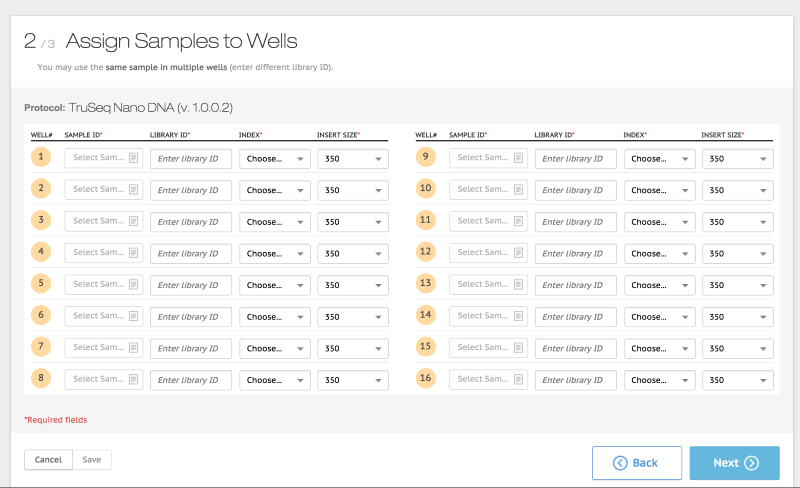 2 / 3 Assign Samples to Wells
You may use the same sample in multiple wells (enter different library ID).
Protocol: TruSeq Nano DNA (v. 1.0.0.2)
WELL# SAMPLE ID* LIBRARY ID* INDEX* INSERT SIZE* WELL# SAMPLE ID* LIBRARY ID* INDEX* INSERT SIZE*
1 Select Sam... Enter library ID Choose... 350 9 Select Sam... Enter library ID Choose... 350
2 Select Sam... Enter library ID Choose... 350 10 Select Sam... Enter library ID Choose... 350
3 Select Sam... Enter library ID Choose... 350 11 Select Sam... Enter library ID Choose... 350
4 Select Sam... Enter library ID Choose... 350 12 Select Sam... Enter library ID Choose... 350
5 Select Sam... Enter library ID Choose... 350 13 Select Sam... Enter library ID Choose... 350
6 Select Sam... Enter library ID Choose... 350 14 Select Sam... Enter library ID Choose... 350
7 Select Sam... Enter library ID Choose... 350 15 Select Sam... Enter library ID Choose... 350
8 Select Sam... Enter library ID Choose... 350 16 Select Sam... Enter library ID Choose... 350
*Required fields
Cancel Save Back Next